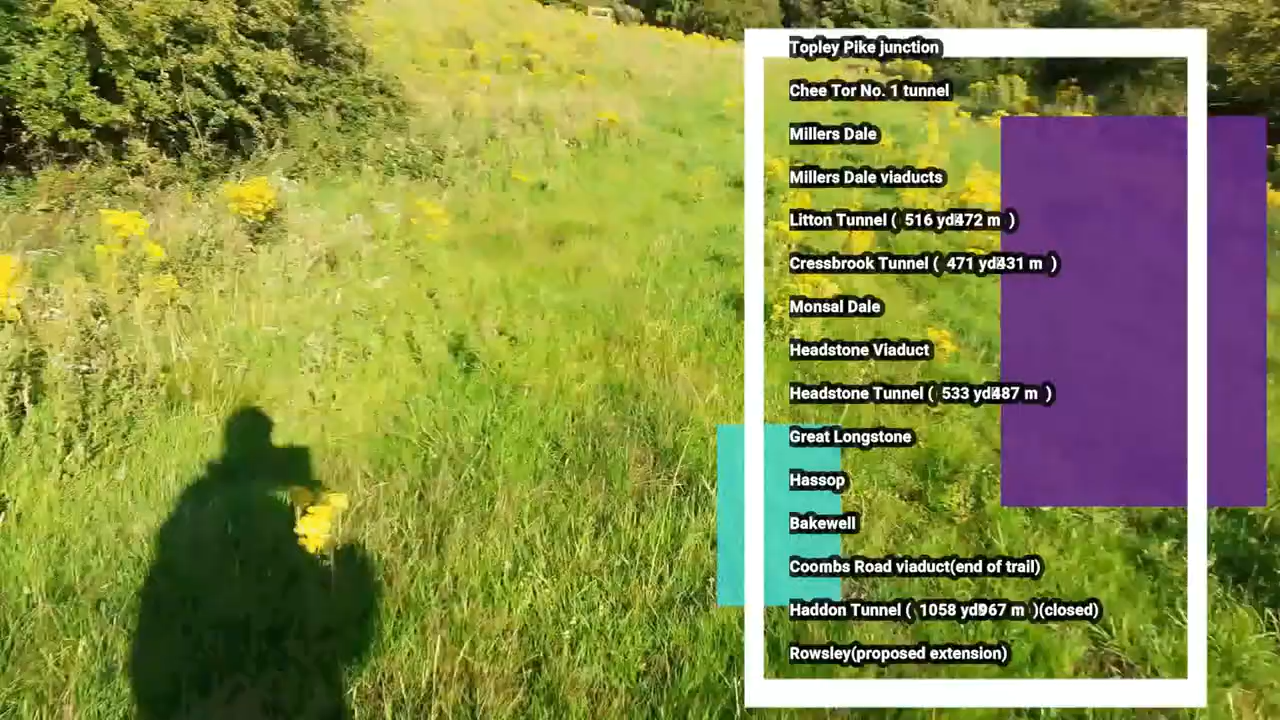 Topley Pike junction
Chee Tor No. 1 tunnel
Millers Dale
Millers Dale viaducts
Litton Tunnel ( 516 yd 472 m )
Cressbrook Tunnel ( 471 yd 431 m )
Monsal Dale
Headstone Viaduct
Headstone Tunnel ( 533 yd 487 m )
Great Longstone
Hassop
Bakewell
Coombs Road viaduct(end of trail)
Haddon Tunnel ( 1058 yd 967 m )(closed)
Rowsley(proposed extension)